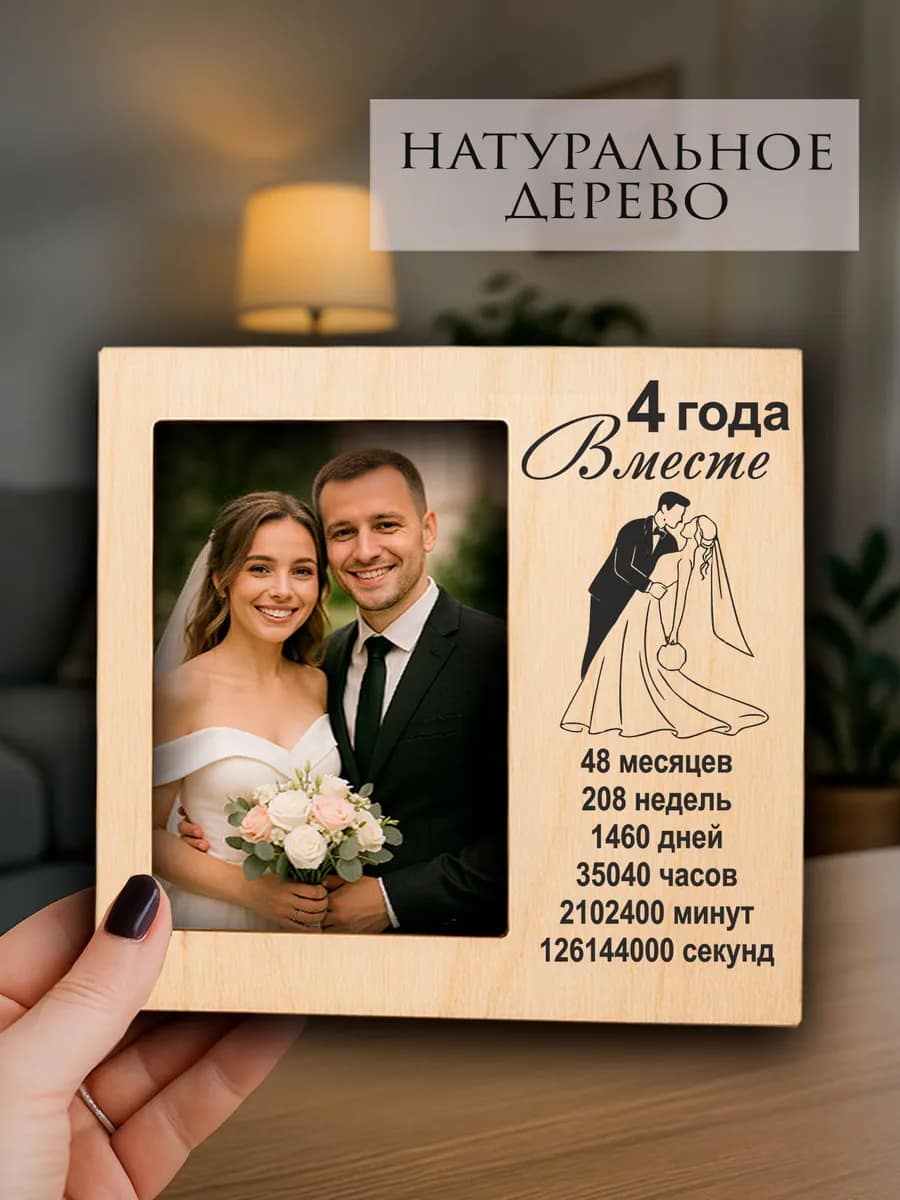 НАТУРАЛЬНОЕ
ДЕРЕВО
4 года
Вместе
48 месяцев
208 недель
1460 дней
35040 часов
2102400 минут
126144000 секунд